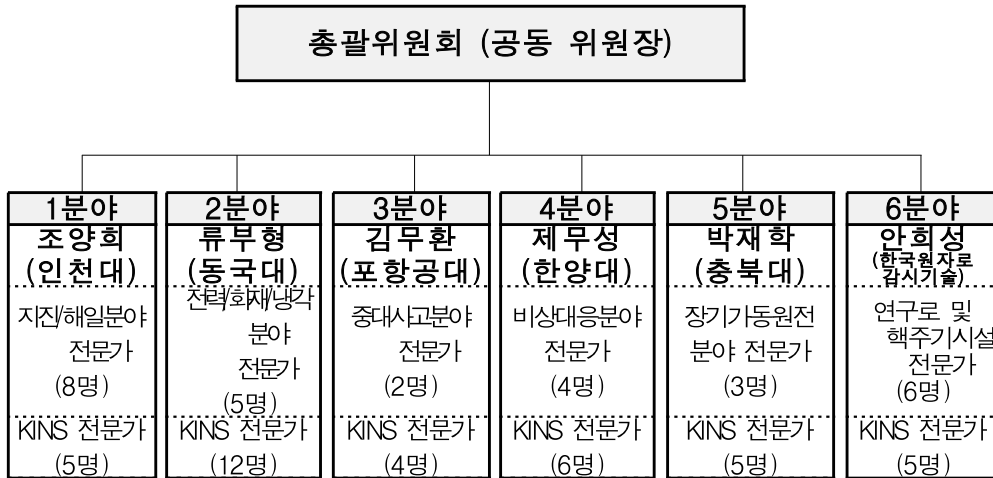 총괄위원회 (공동 위원장)
1분야
조양희
(인천대)
지진/해일분야
전문가
(8명)
KINS 전문가
(5명)
2분야
류부형
(동국대)
전력/화재/냉각
분야
전문가
(5명)
KINS 전문가
(12명)
3분야
김무환
(포항공대)
중대사고분야
전문가
(2명)
KINS 전문가
(4명)
4분야
제무성
(한양대)
비상대응분야
전문가
(4명)
KINS 전문가
(6명)
5분야
박재학
(충북대)
장기가동원전
분야 전문가
(3명)
KINS 전문가
(5명)
6분야
안희성
(한국원자로
감시기술)
연구로 및
핵주기시설
전문가
(6명)
KINS 전문가
(5명)